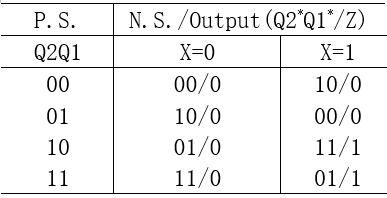 P.S. N.S./Output(Q2*Q1*/Z)
Q2Q1 X=0 X=1
00 00/0 10/0
01 10/0 00/0
10 01/0 11/1
11 11/0 01/1